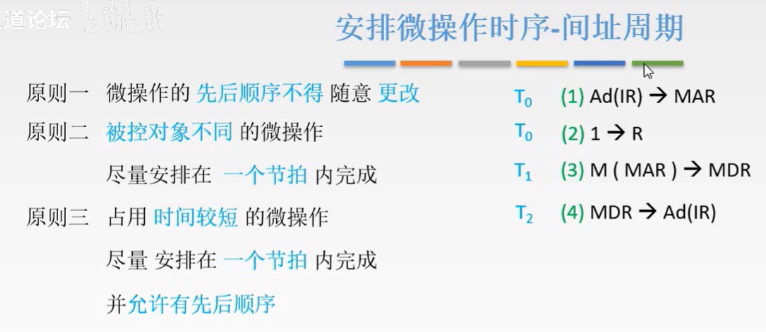 道论坛
安排微操作时序-间址周期
原则一 微操作的 先后顺序不得 随意 更改
原则二 被控对象不同 的微操作
尽量安排在 一个节拍 内完成
原则三 占用 时间较短 的微操作
尽量 安排在 一个节拍 内完成
并允许有先后顺序
T₀ (1) Ad(IR) → MAR
T₀ (2) 1 → R
T₁ (3) M ( MAR ) → MDR
T₂ (4) MDR → Ad(IR)